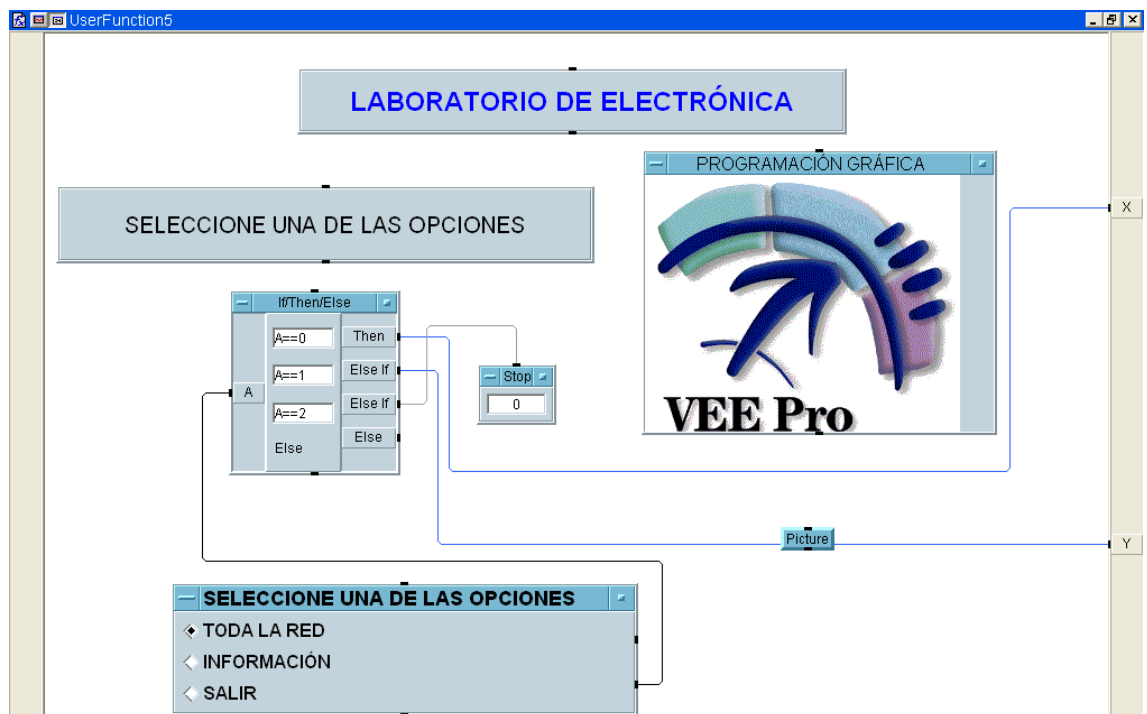 UserFunction5
LABORATORIO DE ELECTRÓNICA
PROGRAMACIÓN GRÁFICA
SELECCIONE UNA DE LAS OPCIONES
X
If/Then/Else
A==0
Then
A==1
Else If
Stop
A
A==2
Else If
0
Else
Else
VEE Pro
Picture
Y
SELECCIONE UNA DE LAS OPCIONES
TODA LA RED
INFORMACIÓN
SALIR